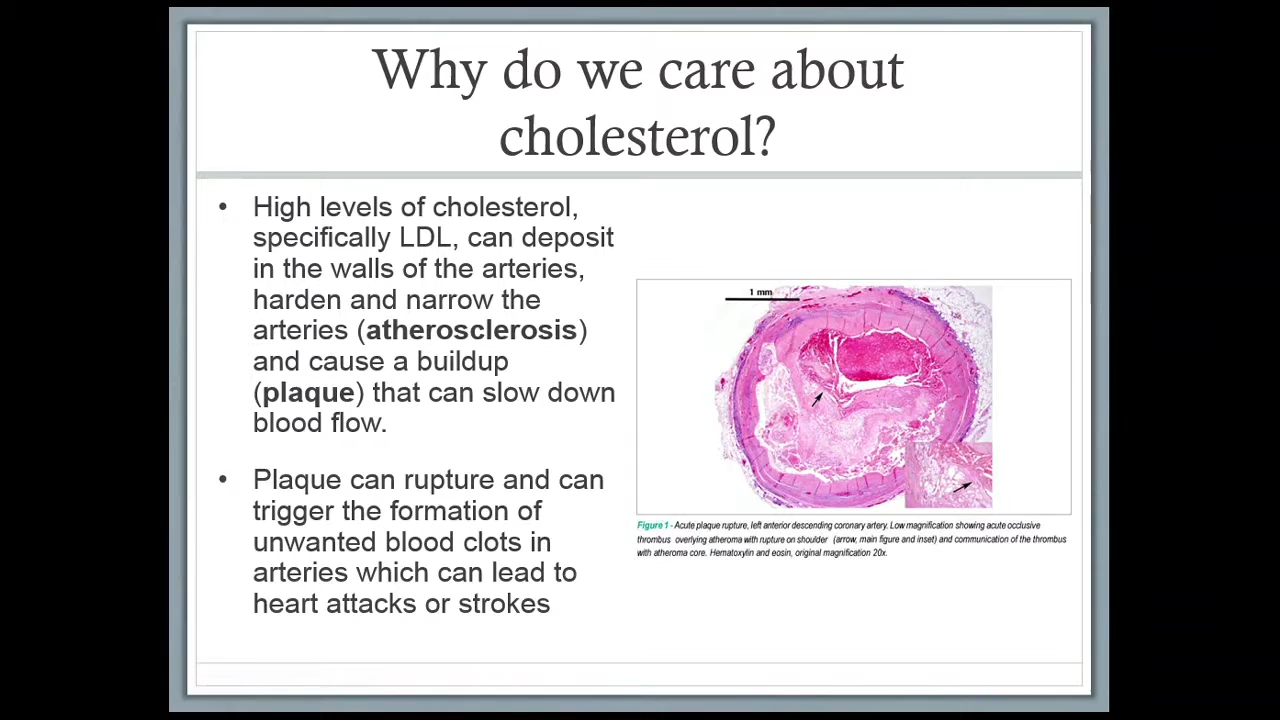 Why do we care about
cholesterol?
• High levels of cholesterol,
specifically LDL, can deposit
in the walls of the arteries,
harden and narrow the
arteries (atherosclerosis)
and cause a buildup
(plaque) that can slow down
blood flow.
• Plaque can rupture and can
trigger the formation of
unwanted blood clots in
arteries which can lead to
heart attacks or strokes
1 mm
Figure 1 - Acute plaque rupture, left anterior descending coronary artery. Low magnification showing acute occlusive
thrombus overlying atheroma with rupture on shoulder (arrow, main figure and inset) and communication of the thrombus
with atheroma core. Hematoxylin and eosin, original magnification 20x.